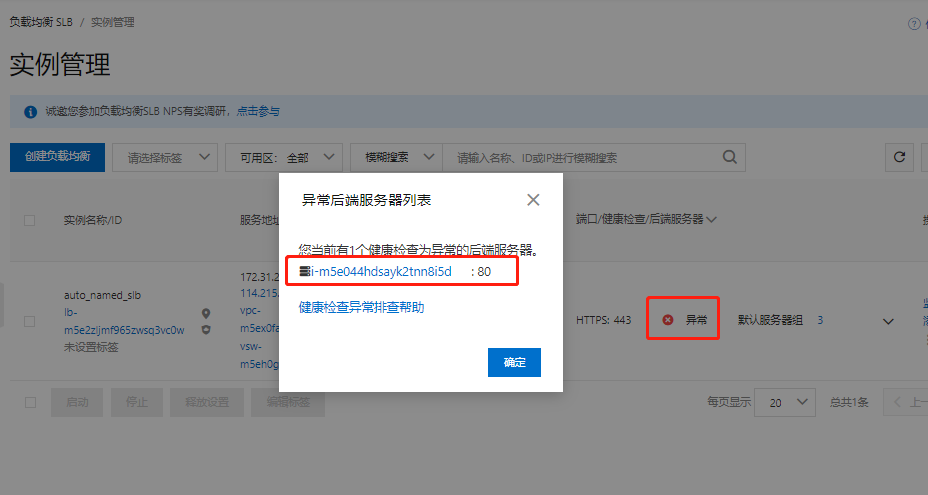 负载均衡 SLB / 实例管理
实例管理
诚邀您参加负载均衡SLB NPS有奖调研，点击参与
创建负载均衡 请选择标签 可用区： 全部 模糊搜索 请输入名称、ID或IP进行模糊搜索
异常后端服务器列表
实例名称/ID 服务地址 端口/健康检查/后端服务器
您当前有1个健康检查为异常的后端服务器。
i-m5e044hdsayk2tnn8i5d : 80
健康检查异常排查帮助
确定
auto_named_slb
lb-
m5e2zljmf965zwsq3vc0w
未设置标签
172.31.2
114.215.
vpc-
m5ex0fa
vsw-
m5eh0g
HTTPS: 443 异常 默认服务器组 3
启动 停止 释放设置 编辑标签 每页显示 20 总共1条 上一